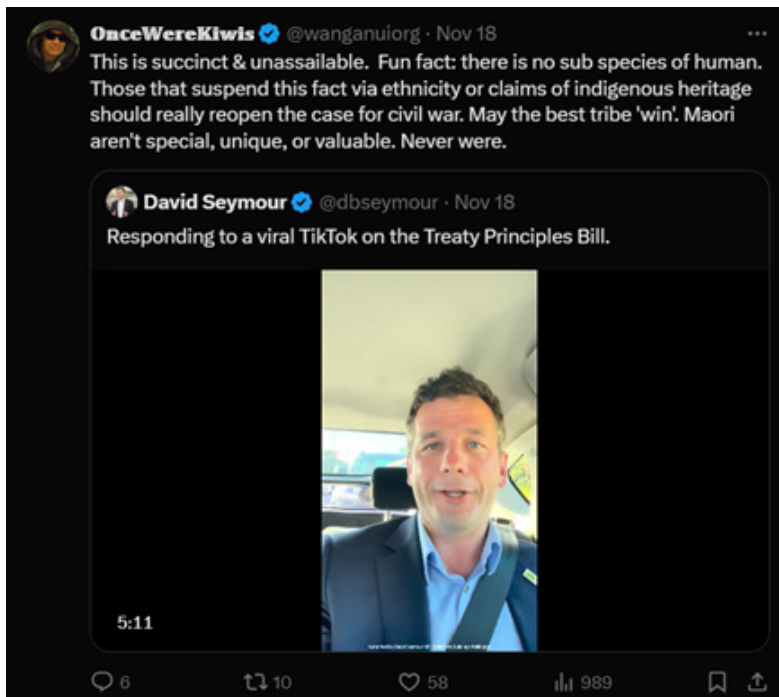 OnceWereKiwis @wanganuiorg · Nov 18
This is succinct & unassailable. Fun fact: there is no sub species of human.
Those that suspend this fact via ethnicity or claims of indigenous heritage
should really reopen the case for civil war. May the best tribe 'win'. Maori
aren't special, unique, or valuable. Never were.
David Seymour @dbseymour · Nov 18
Responding to a viral TikTok on the Treaty Principles Bill.
5:11
6 10 58 989